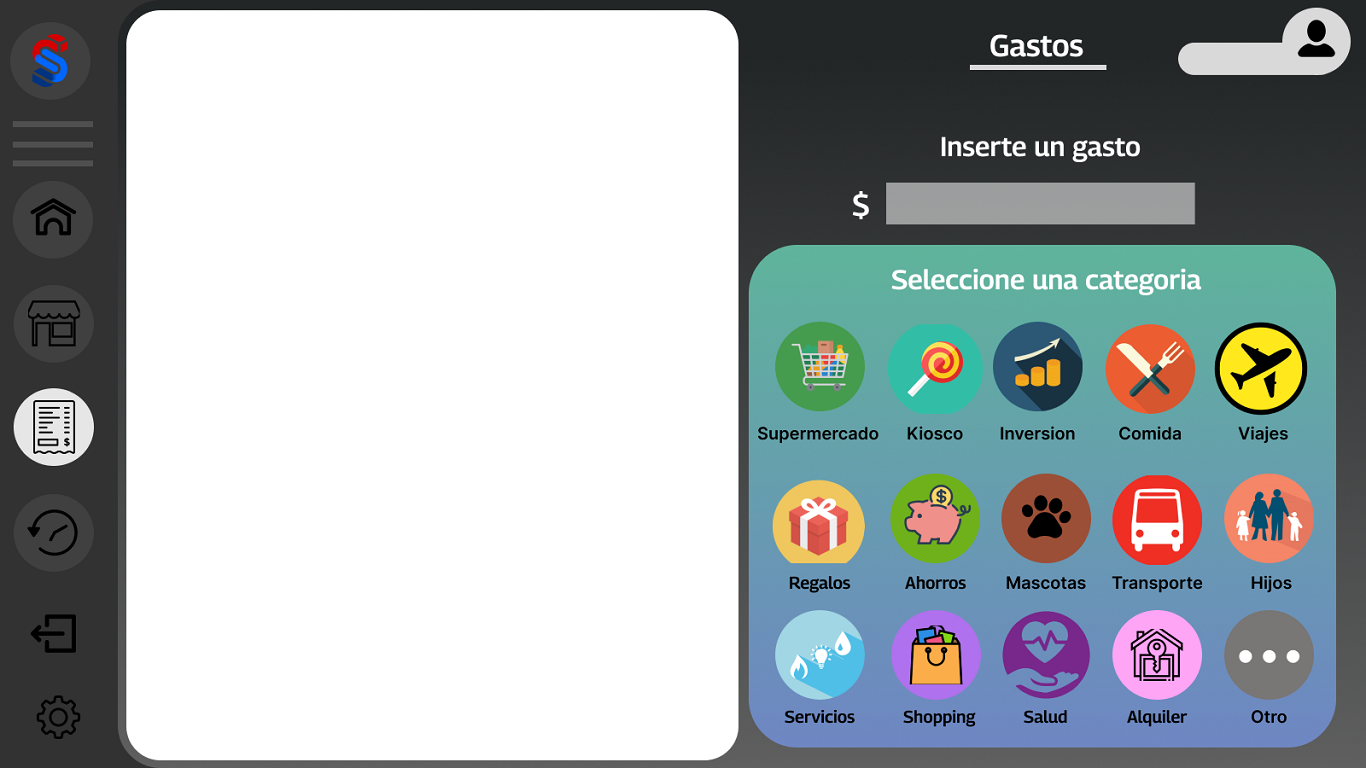 Gastos
Inserte un gasto
$
Seleccione una categoria
Supermercado Kiosco Inversion Comida Viajes
Regalos Ahorros Mascotas Transporte Hijos
Servicios Shopping Salud Alquiler Otro